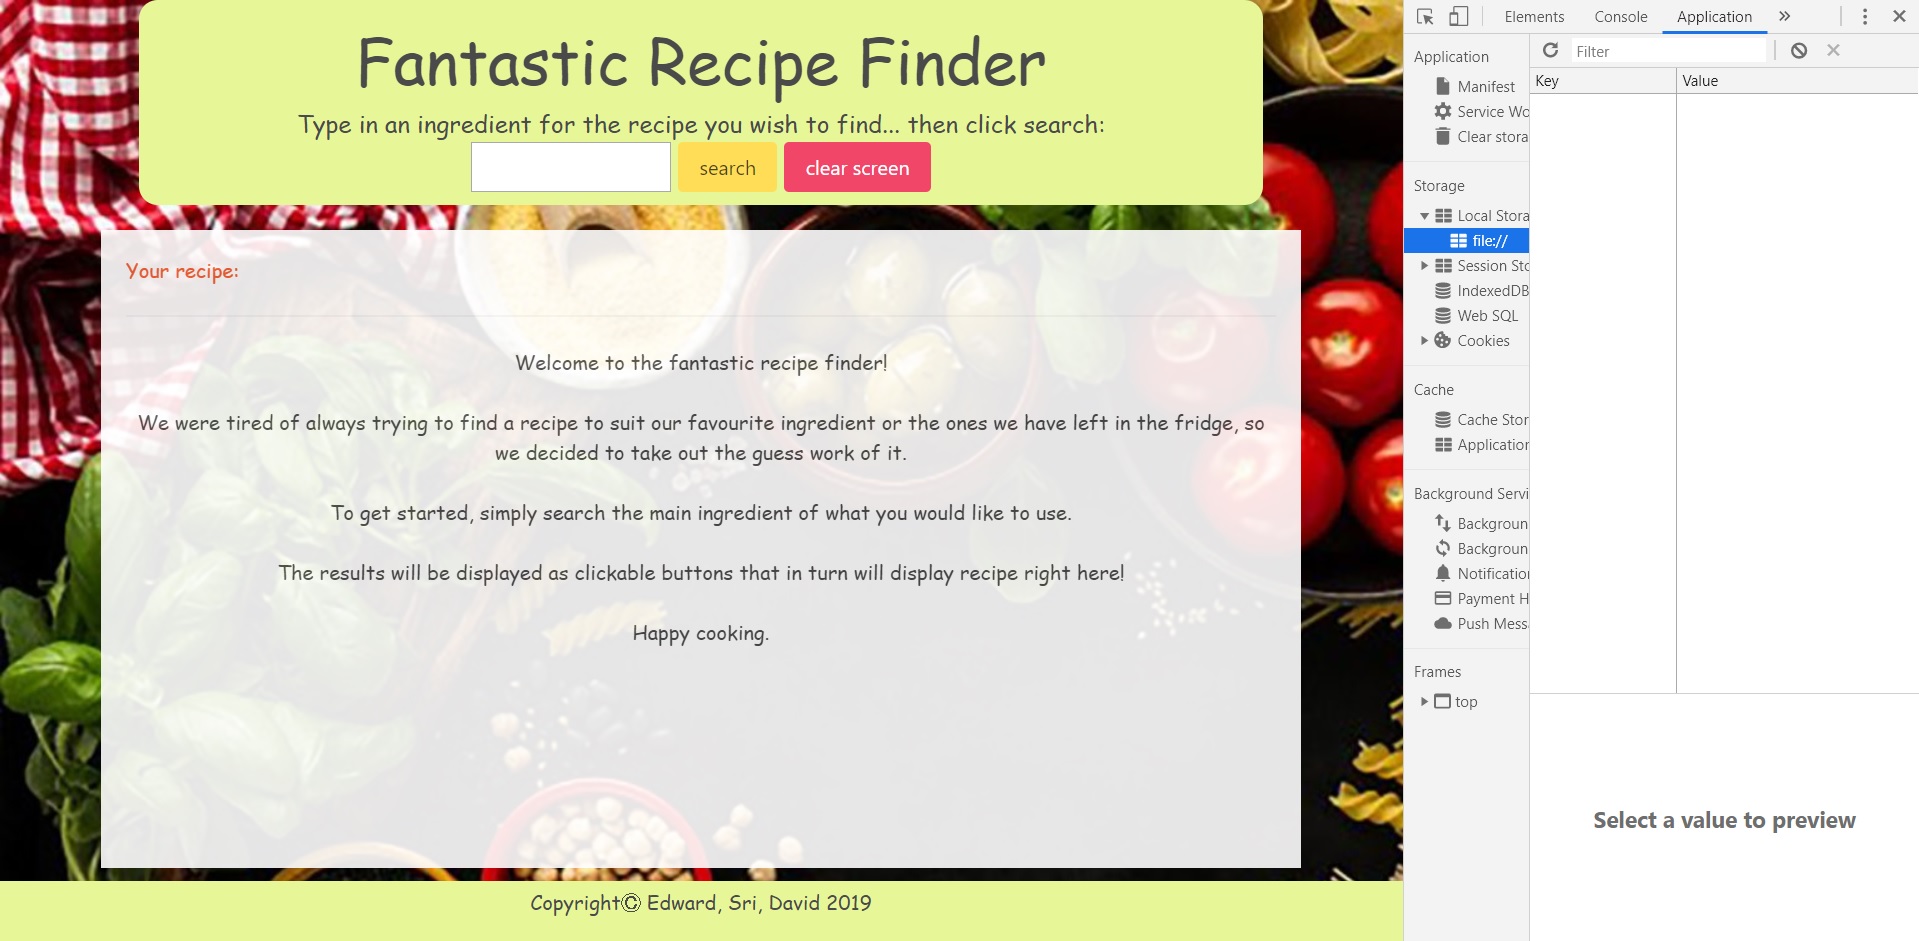 Fantastic Recipe Finder
Type in an ingredient for the recipe you wish to find... then click search:
search
clear screen
Your recipe:
Welcome to the fantastic recipe finder!
We were tired of always trying to find a recipe to suit our favourite ingredient or the ones we have left in the fridge, so
we decided to take out the guess work of it.
To get started, simply search the main ingredient of what you would like to use.
The results will be displayed as clickable buttons that in turn will display recipe right here!
Happy cooking.
Copyright© Edward, Sri, David 2019
Elements Console Application
Application
Manifest
Service Wo
Clear stora
Storage
Local Stora
file://
Session Sto
IndexedDB
Web SQL
Cookies
Cache
Cache Stor
Application
Background Servi
Backgroun
Backgroun
Notification
Payment H
Push Mess
Frames
top
Filter
Key Value
Select a value to preview